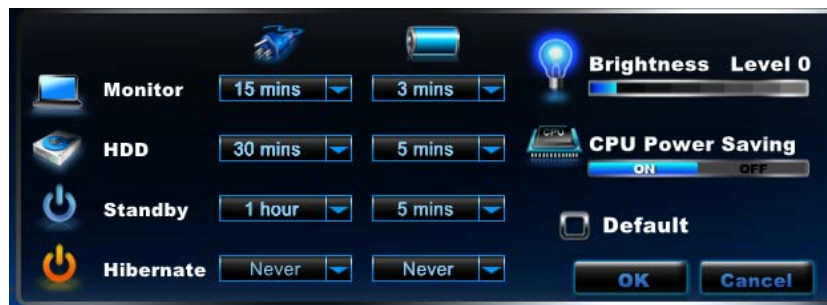 Monitor 15 mins 3 mins
HDD 30 mins 5 mins
Standby 1 hour 5 mins
Hibernate Never Never
Brightness Level 0
CPU
CPU Power Saving
ON OFF
Default
OK Cancel